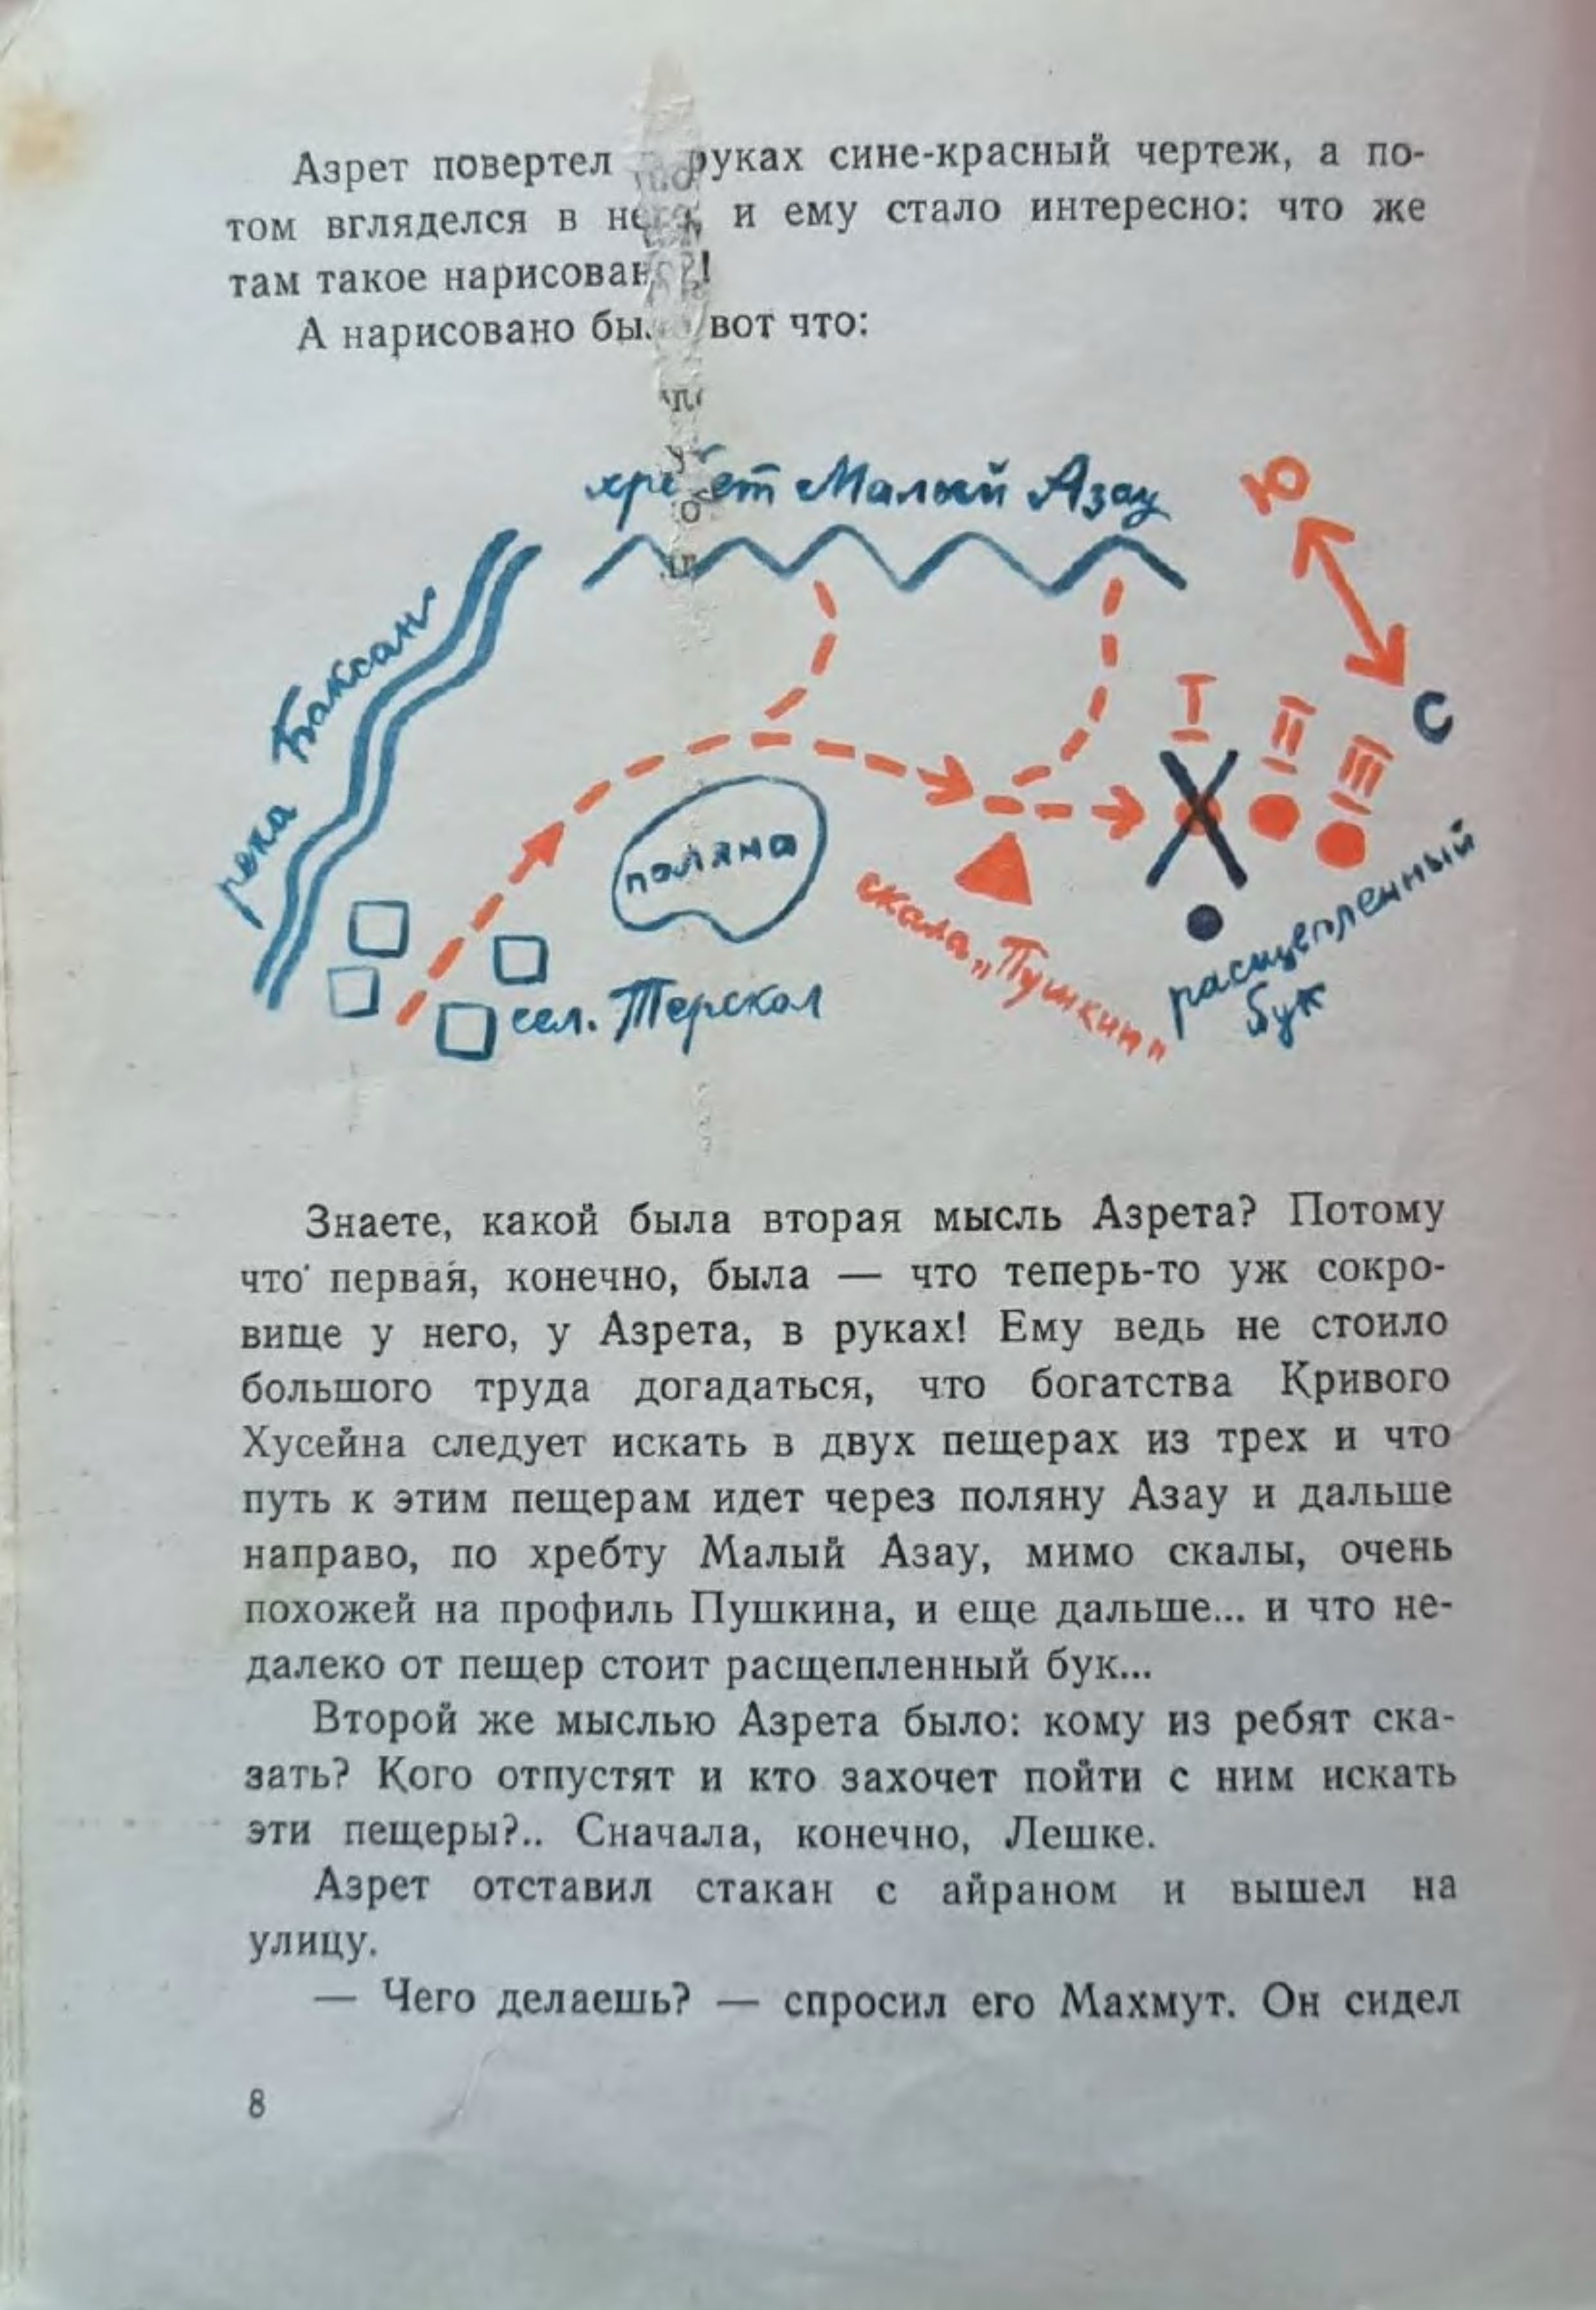 Азрет повертел руках сине-красный чертеж, а по-
том вгляделся в и ему стало интересно: что же
там такое
А нарисовано вот что:
хребет Малый Азау
Ю
река Баксан
I
II
III
С
поляна
скала „Пушкин"
расщепленный
бук
сел. Терскол
Знаете, какой была вторая мысль Азрета? Потому
что первая, конечно, была — что теперь-то уж сокро-
вище у него, у Азрета, в руках! Ему ведь не стоило
большого труда догадаться, что богатства Кривого
Хусейна следует искать в двух пещерах из трех и что
путь к этим пещерам идет через поляну Азау и дальше
направо, по хребту Малый Азау, мимо скалы, очень
похожей на профиль Пушкина, и еще дальше... и что не-
далеко от пещер стоит расщепленный бук...
Второй же мыслью Азрета было: кому из ребят ска-
зать? Кого отпустят и кто захочет пойти с ним искать
эти пещеры?.. Сначала, конечно, Лешке.
Азрет отставил стакан с айраном и вышел на
улицу.
— Чего делаешь? — спросил его Махмут. Он сидел
8